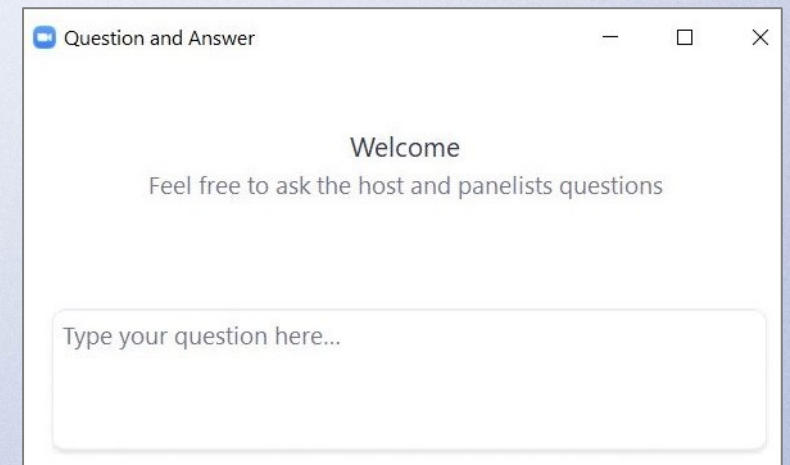 Question and Answer
Welcome
Feel free to ask the host and panelists questions
Type your question here...